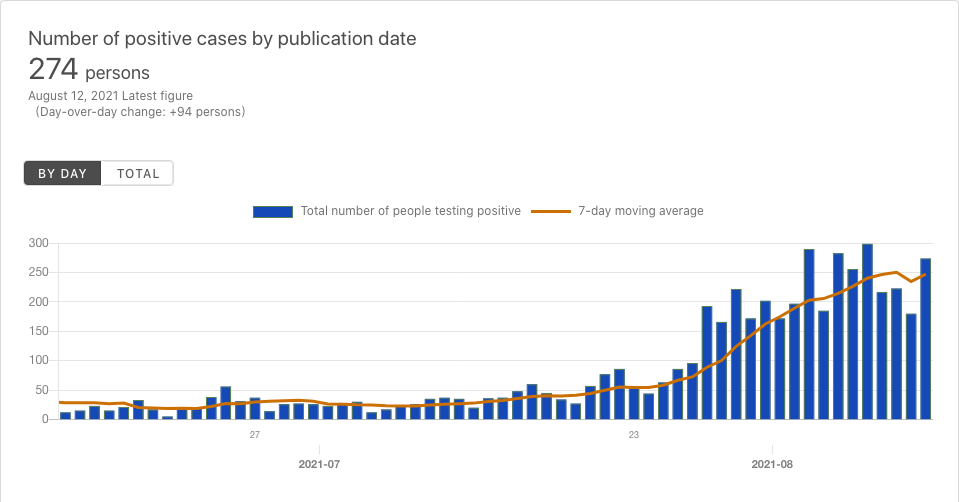 Number of positive cases by publication date
274 persons
August 12, 2021 Latest figure
(Day-over-day change: +94 persons)
BY DAY TOTAL
Total number of people testing positive 7-day moving average
300
250
200
150
100
50
0
27 23
2021-07 2021-08